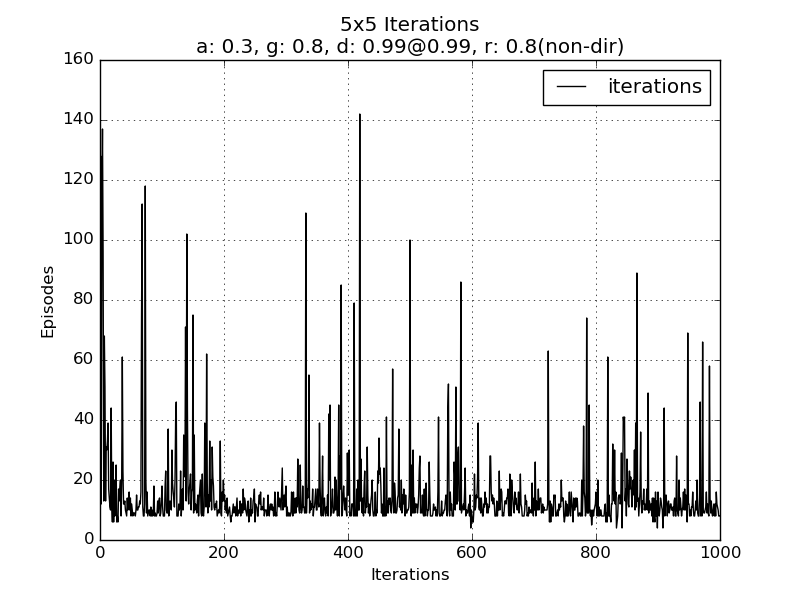 5x5 Iterations
a: 0.3, g: 0.8, d: 0.99@0.99, r: 0.8(non-dir)
iterations
160
140
120
100
80
60
40
20
0
Episodes
0 200 400 600 800 1000
Iterations